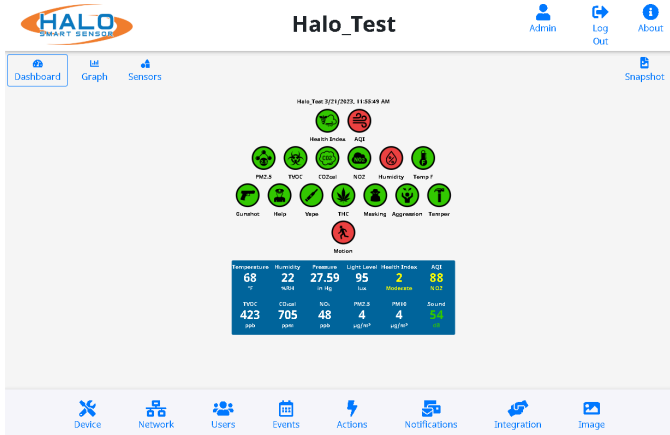 HALO
SMART SENSOR
Halo_Test
Admin
Log
Out
About
Dashboard
Graph
Sensors
Snapshot
Halo_Test 3/21/2023, 11:55:49 AM
Health Index AQI
CO2
NO2
PM2.5 TVOC CO2cal NO2 Humidity Temp F
Gunshot Help Vape THC Masking Aggression Tamper
Motion
Temperature Humidity Pressure Light Level Health Index AQI
68 22 27.59 95 2 88
°F %RH in Hg lux Moderate NO2
TVOC CO₂cal NO₂ PM2.5 PM10 Sound
423 705 48 4 4 54
ppb ppm ppb µg/m³ µg/m³ dB
Device Network Users Events Actions Notifications Integration Image